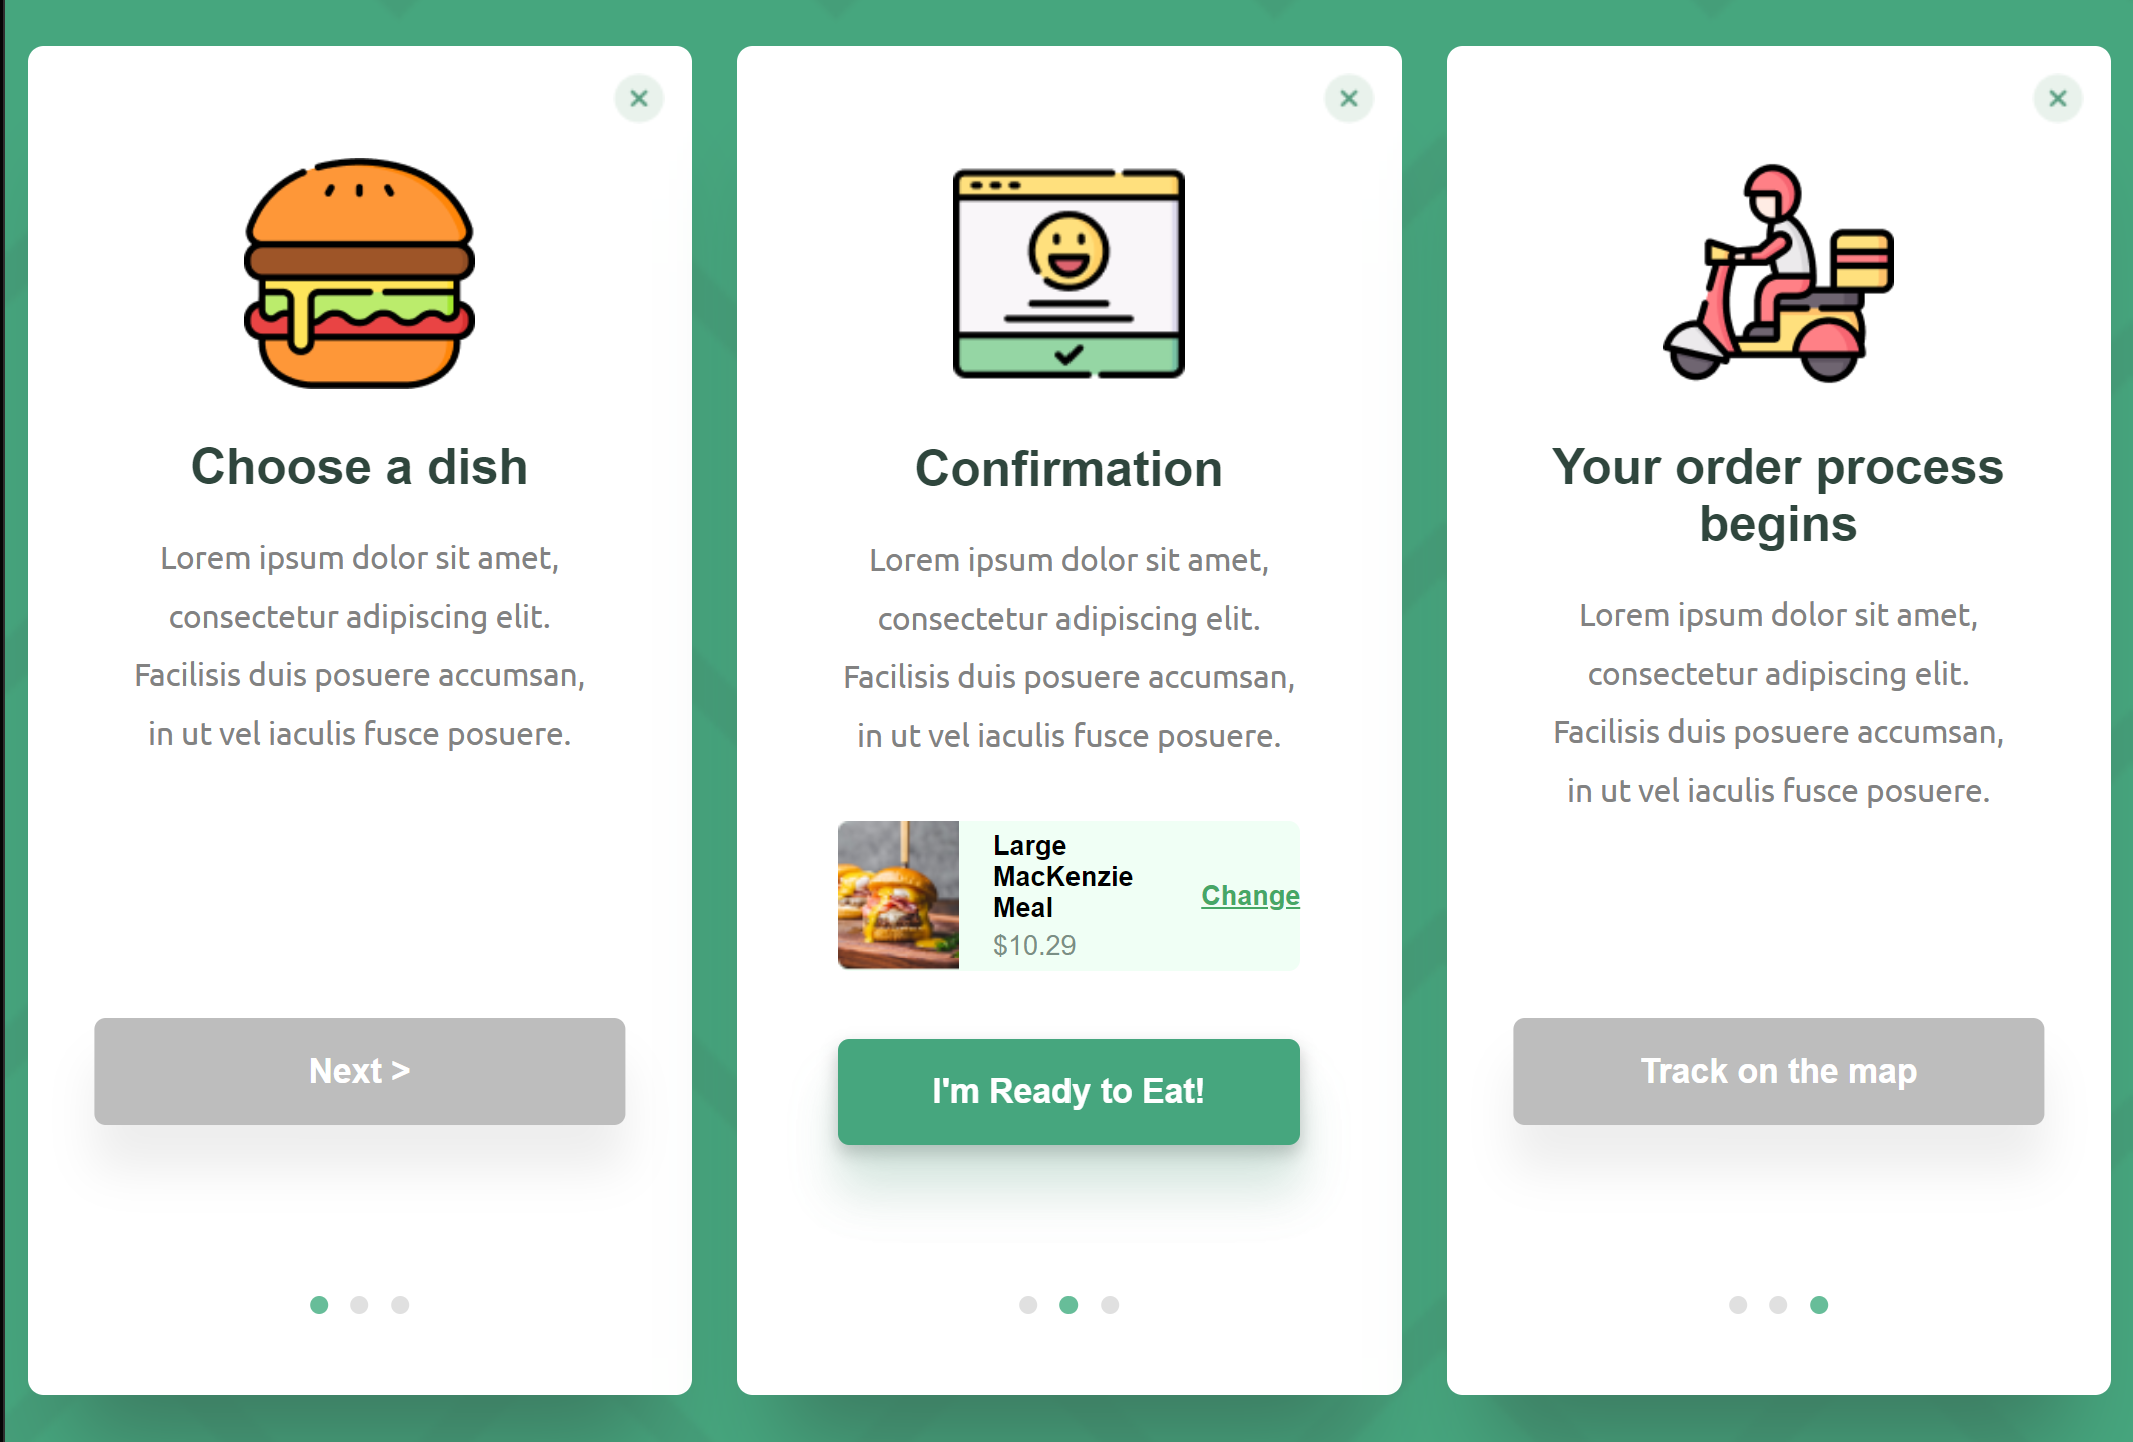 Choose a dish
Lorem ipsum dolor sit amet,
consectetur adipiscing elit.
Facilisis duis posuere accumsan,
in ut vel iaculis fusce posuere.
Next >
Confirmation
Lorem ipsum dolor sit amet,
consectetur adipiscing elit.
Facilisis duis posuere accumsan,
in ut vel iaculis fusce posuere.
Large
MacKenzie
Meal
$10.29
Change
I'm Ready to Eat!
Your order process
begins
Lorem ipsum dolor sit amet,
consectetur adipiscing elit.
Facilisis duis posuere accumsan,
in ut vel iaculis fusce posuere.
Track on the map